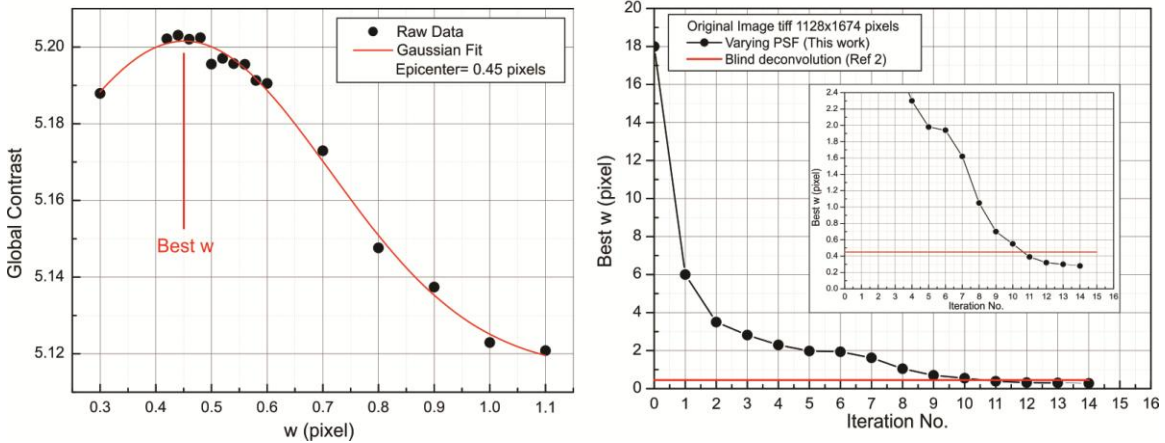 Raw Data
Gaussian Fit
Epicenter= 0.45 pixels
Best w
Global Contrast
5.20
5.18
5.16
5.14
5.12
0.3 0.4 0.5 0.6 0.7 0.8 0.9 1.0 1.1
w (pixel)
Original Image tiff 1128x1674 pixels
Varying PSF (This work)
Blind deconvolution (Ref 2)
Best w (pixel)
20
18
16
14
12
10
8
6
4
2
0
0 1 2 3 4 5 6 7 8 9 10 11 12 13 14 15 16
Iteration No.
Best w (pixel)
2.4
2.2
2.0
1.8
1.6
1.4
1.2
1.0
0.8
0.6
0.4
0.2
0.0
0 1 2 3 4 5 6 7 8 9 10 11 12 13 14 15 16
Iteration No.